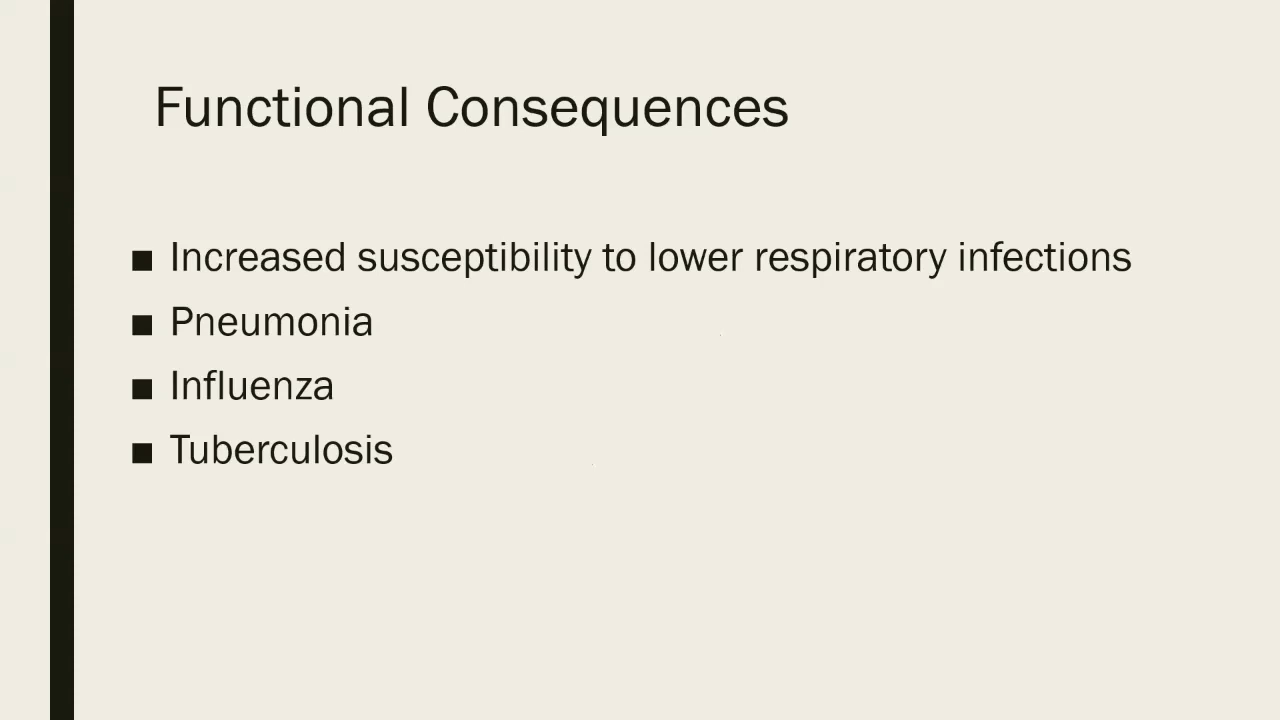 Functional Consequences
■ Increased susceptibility to lower respiratory infections
■ Pneumonia
■ Influenza
■ Tuberculosis